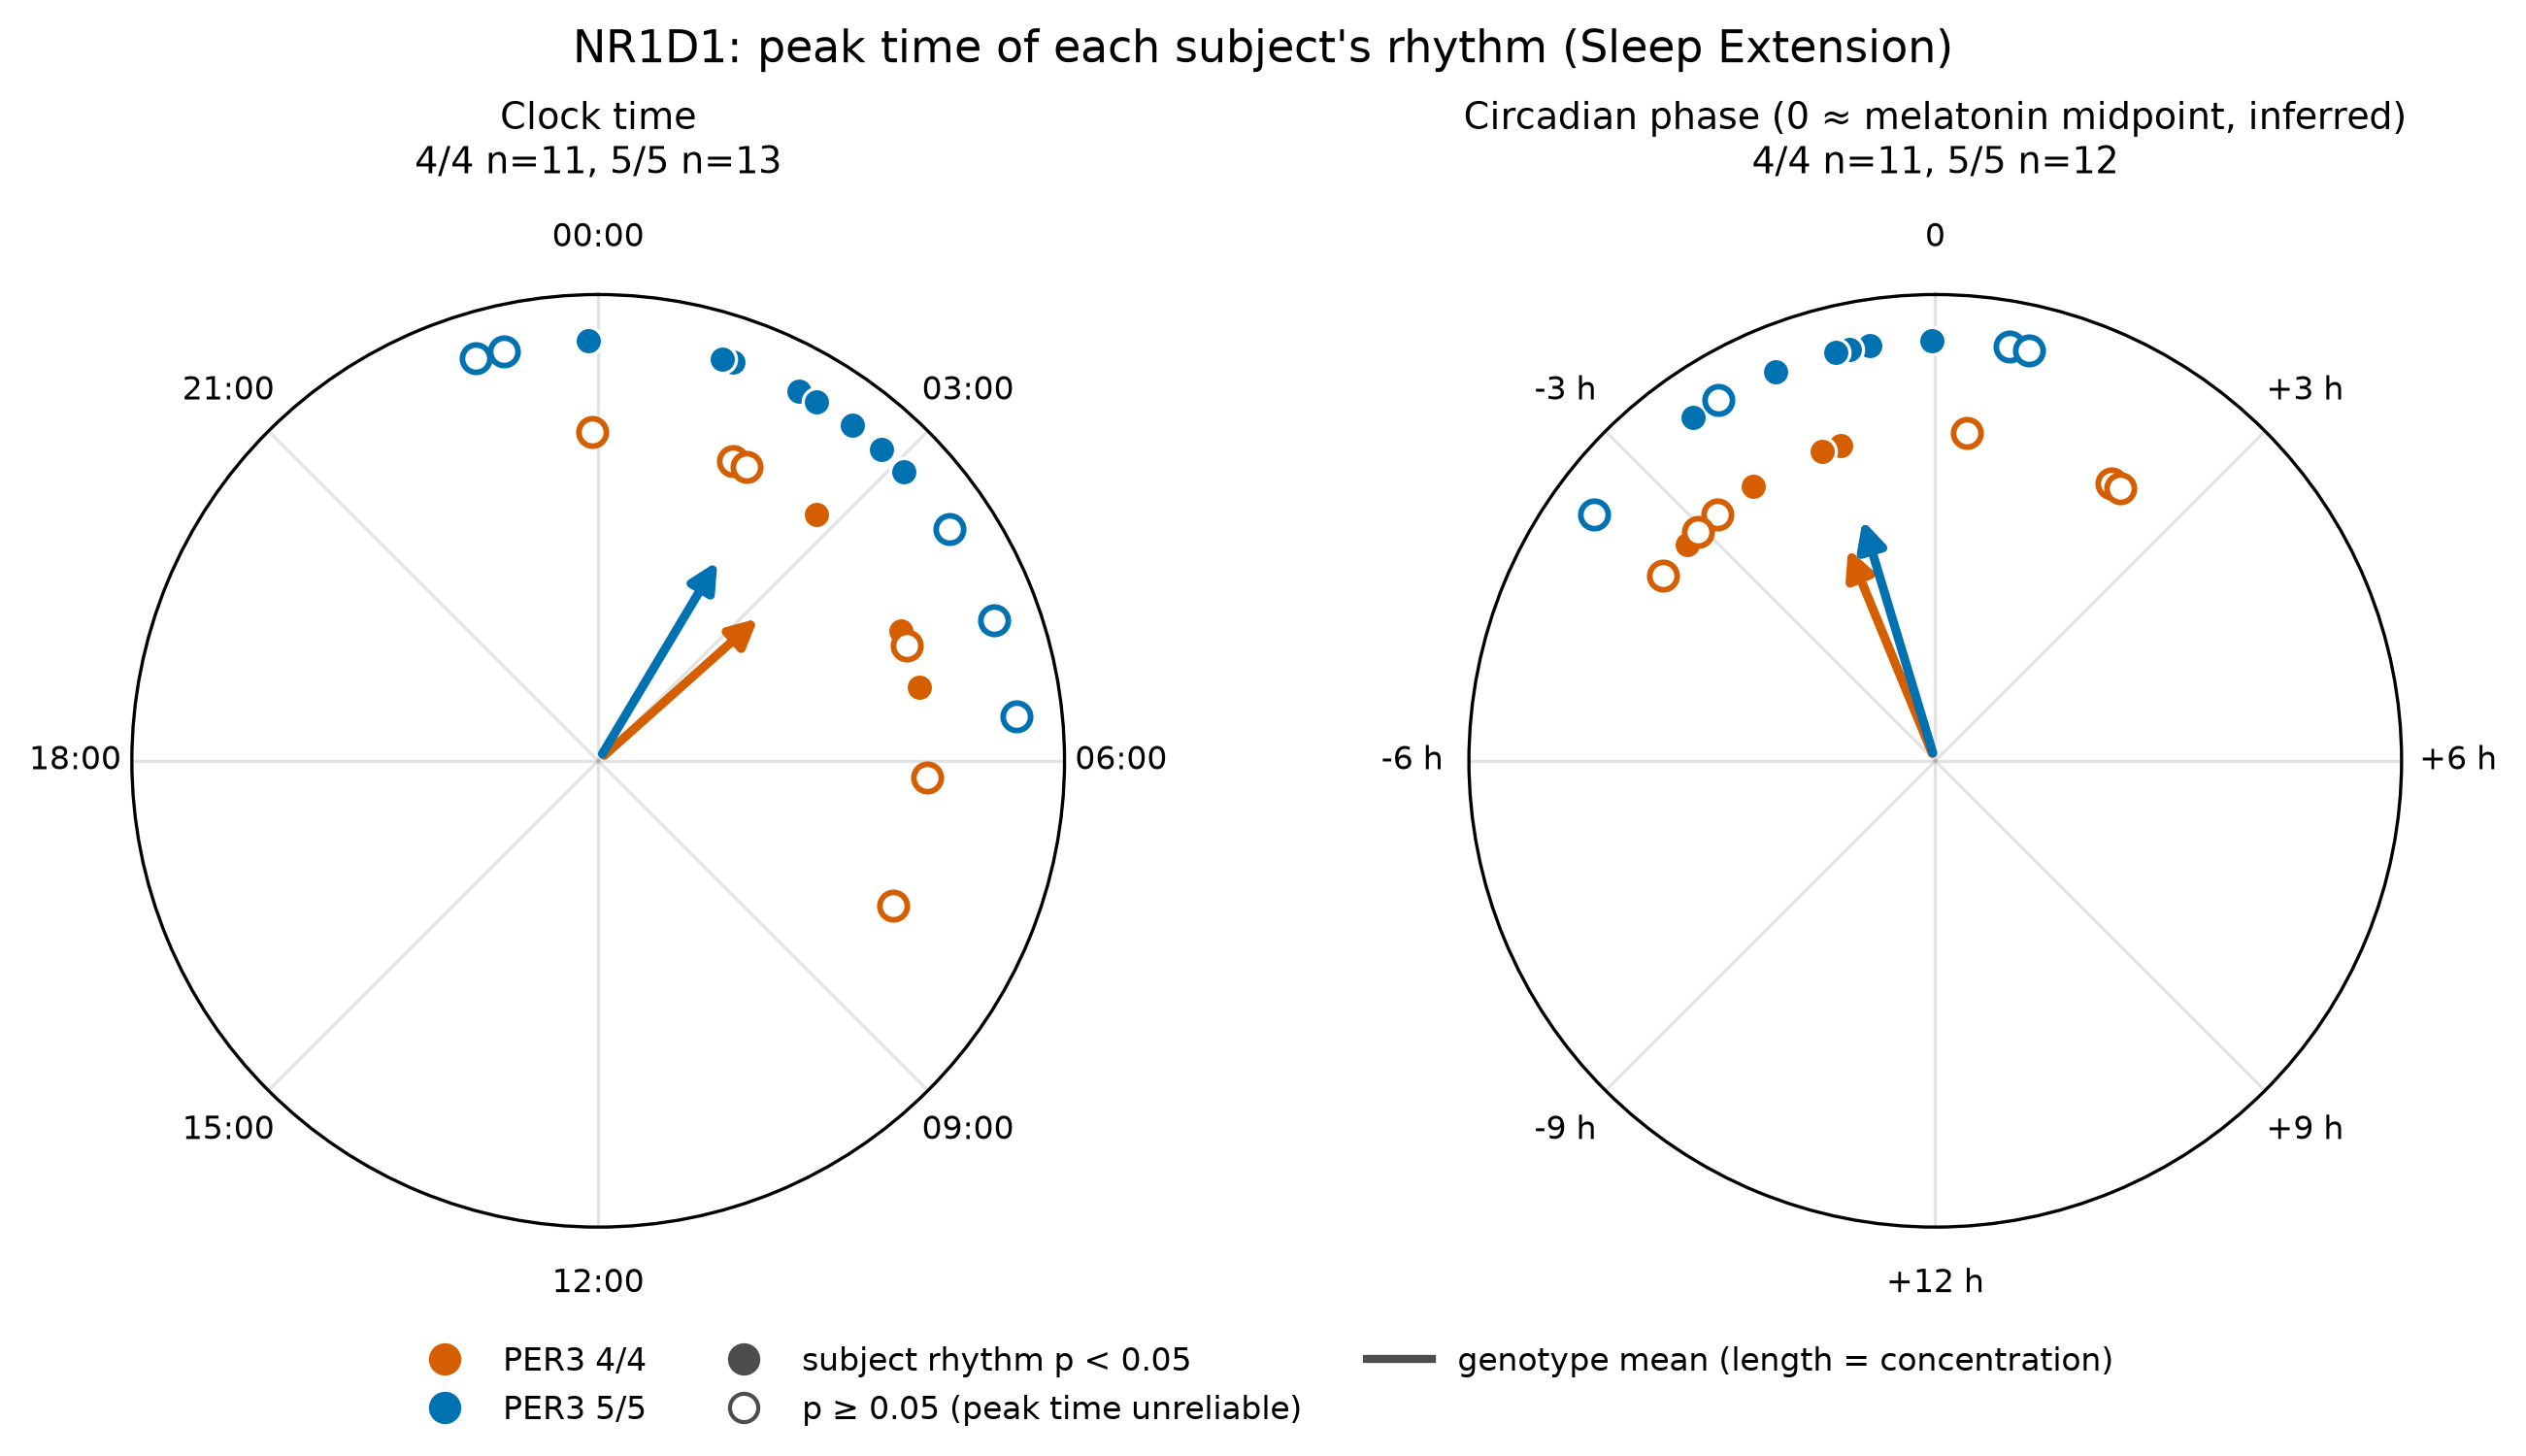 NR1D1: peak time of each subject's rhythm (Sleep Extension)
Clock time
4/4 n=11, 5/5 n=13
00:00
03:00
06:00
09:00
12:00
15:00
18:00
21:00
Circadian phase (0 ≈ melatonin midpoint, inferred)
4/4 n=11, 5/5 n=12
0
+3 h
+6 h
+9 h
+12 h
-9 h
-6 h
-3 h
PER3 4/4
PER3 5/5
subject rhythm p < 0.05
p ≥ 0.05 (peak time unreliable)
genotype mean (length = concentration)